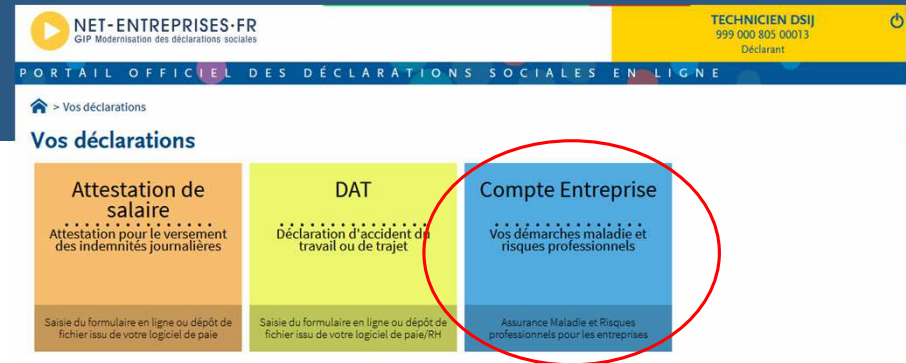 NET-ENTREPRISES·FR
GIP Modernisation des déclarations sociales
TECHNICIEN DSIJ
999 000 805 00013
Déclarant
PORTAIL OFFICIEL DES DÉCLARATIONS SOCIALES EN LIGNE
> Vos déclarations
Vos déclarations
Attestation de
salaire
Attestation pour le versement
des indemnités journalières
Saisie du formulaire en ligne ou dépôt de
fichier issu de votre logiciel de paie
DAT
Déclaration d'accident du
travail ou de trajet
Saisie du formulaire en ligne ou dépôt de
fichier issu de votre logiciel de paie/RH
Compte Entreprise
Vos démarches maladie et
risques professionnels
Assurance Maladie et Risques
professionnels pour les entreprises